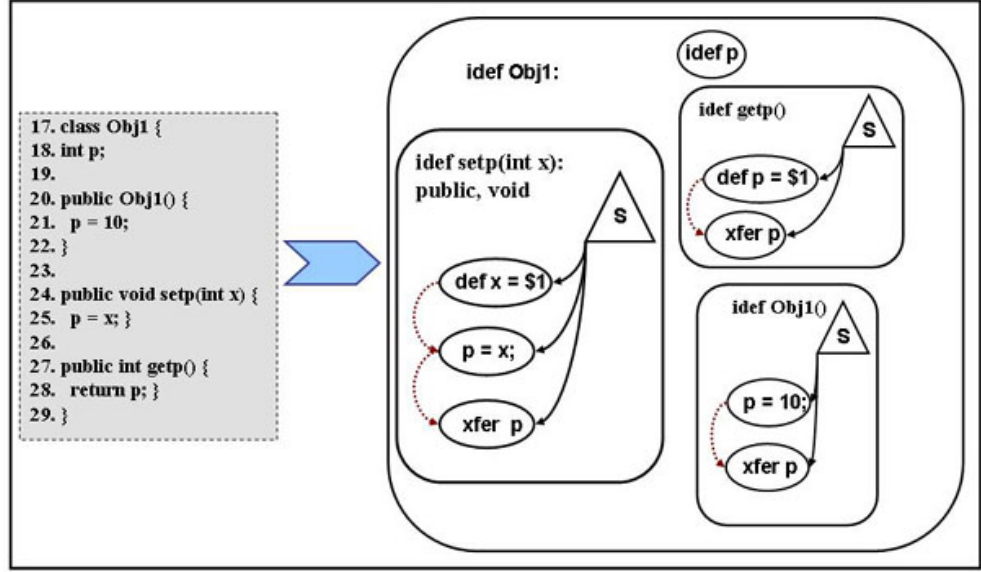 17. class Obj1 {
18. int p;
19.
20. public Obj1() {
21.   p = 10;
22. }
23.
24. public void setp(int x) {
25.   p = x; }
26.
27. public int getp() {
28.   return p; }
29. }
idef Obj1:
idef p
idef setp(int x):
public, void
S
def x = $1
p = x;
xfer p
idef getp()
S
def p = $1
xfer p
idef Obj1()
S
p = 10;
xfer p